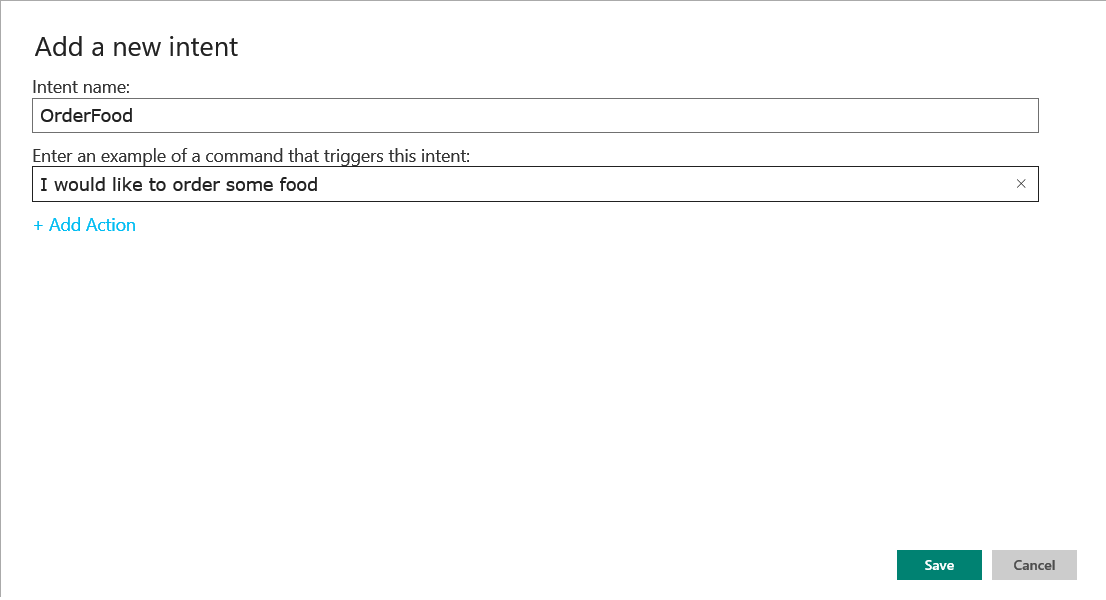 Add a new intent
Intent name:
OrderFood
Enter an example of a command that triggers this intent:
I would like to order some food
+ Add Action
Save Cancel